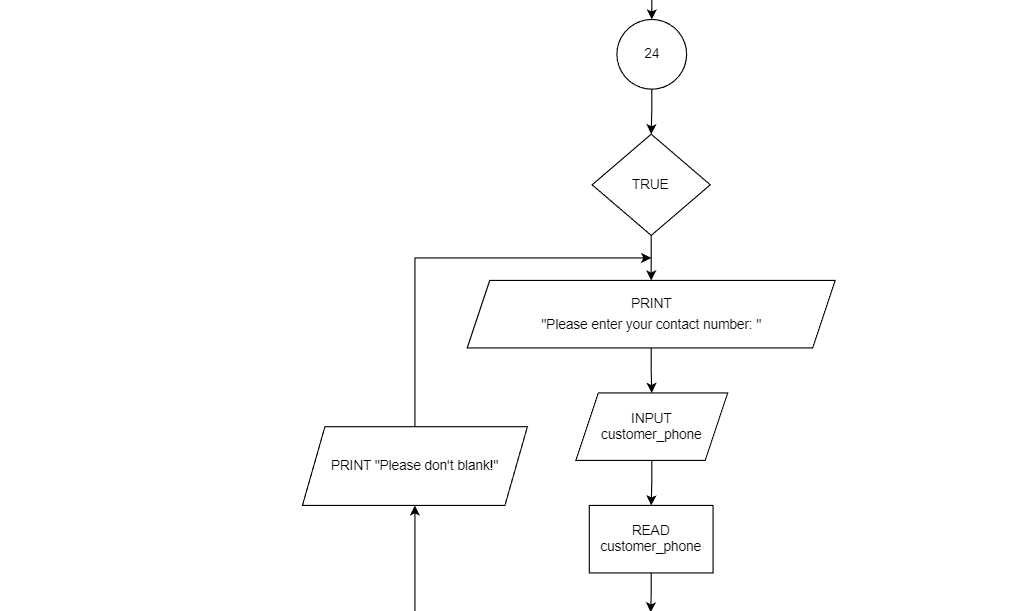 24
TRUE
PRINT
"Please enter your contact number: "
INPUT
customer_phone
PRINT "Please don't blank!"
READ
customer_phone